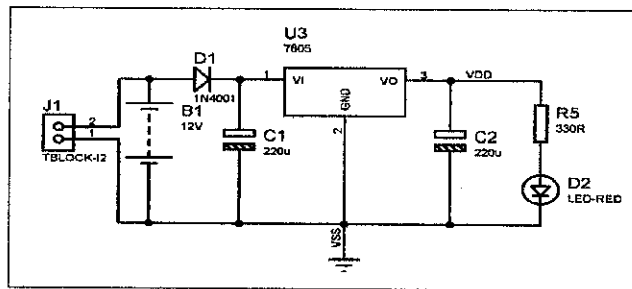 U3
7805
D1
1N4001
1
VI
VO
3
VDD
GND
2
J1
2
1
TBLOCK-I2
B1
12V
C1
220u
C2
220u
R5
330R
D2
LED-RED
VSS